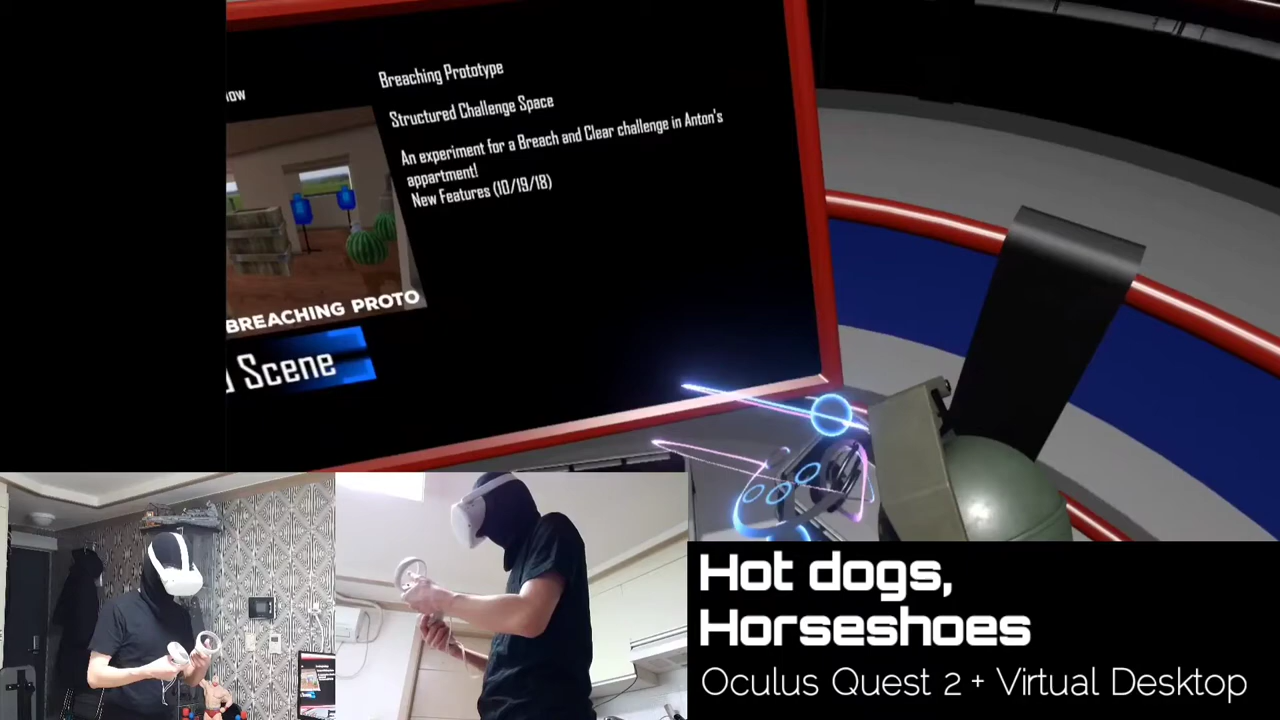 Breaching Prototype
Structured Challenge Space
An experiment for a Breach and Clear challenge in Anton's
appartment!
New Features (10/19/18)
BREACHING PROTO
Scene
Hot dogs,
Horseshoes
Oculus Quest 2 + Virtual Desktop